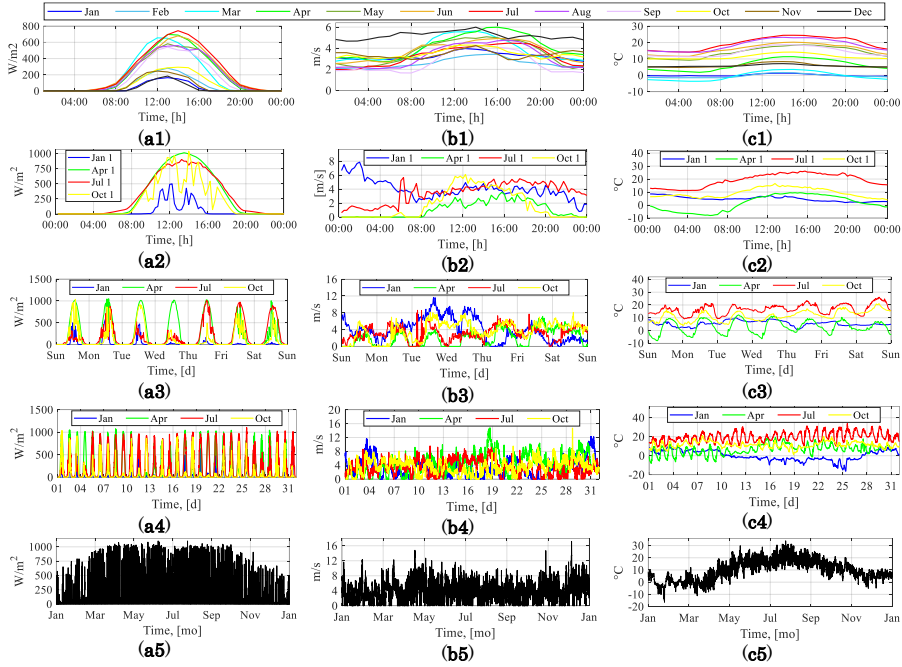 Jan Feb Mar Apr May Jun Jul Aug Sep Oct Nov Dec
W/m2
800
600
400
200
0
04:00 08:00 12:00 16:00 20:00 00:00
Time, [h]
(a1)
m/s
6
4
2
0
04:00 08:00 12:00 16:00 20:00 00:00
Time, [h]
(b1)
°C
30
20
10
0
-10
04:00 08:00 12:00 16:00 20:00 00:00
Time, [h]
(c1)
W/m²
1000
750
500
250
0
Jan 1
Apr 1
Jul 1
Oct 1
00:00 04:00 08:00 12:00 16:00 20:00 00:00
Time, [h]
(a2)
[m/s]
8
6
4
2
0
Jan 1 Apr 1 Jul 1 Oct 1
00:00 04:00 08:00 12:00 16:00 20:00 00:00
Time, [h]
(b2)
°C
40
30
20
10
0
-10
Jan 1 Apr 1 Jul 1 Oct 1
00:00 04:00 08:00 12:00 16:00 20:00 00:00
Time, [h]
(c2)
W/m²
1500
1000
500
0
Jan Apr Jul Oct
Sun Mon Tue Wed Thu Fri Sat Sun
Time, [d]
(a3)
m/s
16
12
8
4
0
Jan Apr Jul Oct
Sun Mon Tue Wed Thu Fri Sat Sun
Time, [d]
(b3)
°C
40
30
20
10
0
-10
Jan Apr Jul Oct
Sun Mon Tue Wed Thu Fri Sat Sun
Time, [d]
(c3)
W/m²
1500
1000
500
0
Jan Apr Jul Oct
01 04 07 10 13 16 19 22 25 28 31
Time, [d]
(a4)
m/s
20
16
12
8
4
0
Jan Apr Jul Oct
01 04 07 10 13 16 19 22 25 28 31
Time, [d]
(b4)
°C
60
40
20
0
-20
Jan Apr Jul Oct
01 04 07 10 13 16 19 22 25 28 31
Time, [d]
(c4)
W/m²
1000
750
500
250
0
Jan Mar May Jul Sep Nov Jan
Time, [mo]
(a5)
m/s
16
12
8
4
0
Jan Mar May Jul Sep Nov Jan
Time, [mo]
(b5)
°C
30
20
10
0
-10
-20
Jan Mar May Jul Sep Nov Jan
Time, [mo]
(c5)